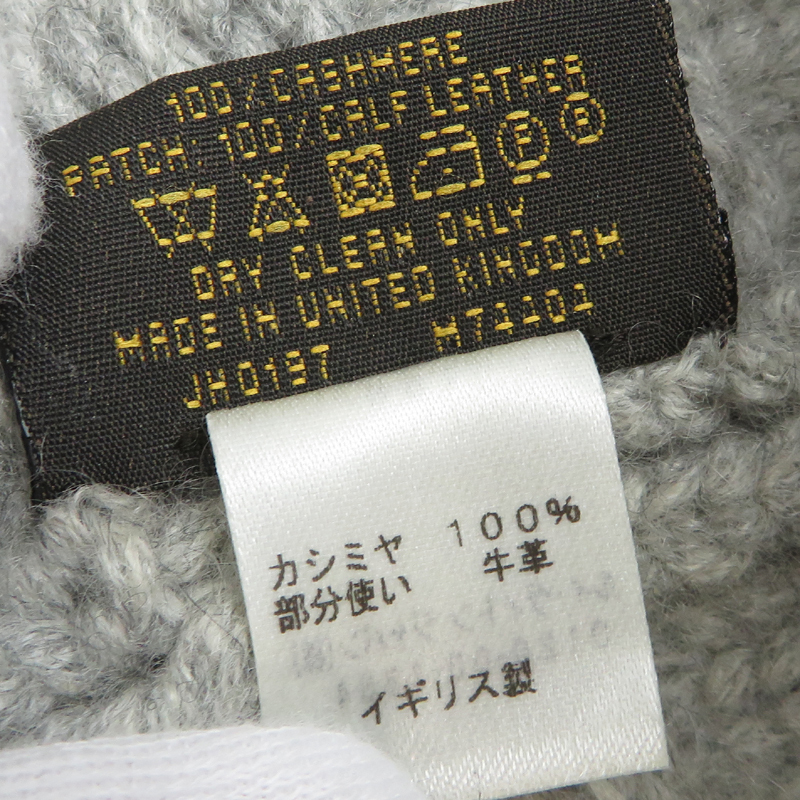 100%CASHMERE
PATCH: 100%CALF LEATHER
P P
DRY CLEAN ONLY
MADE IN UNITED KINGDOM
JH0197 M71101
カシミヤ 100%
部分使い 牛革
イギリス製